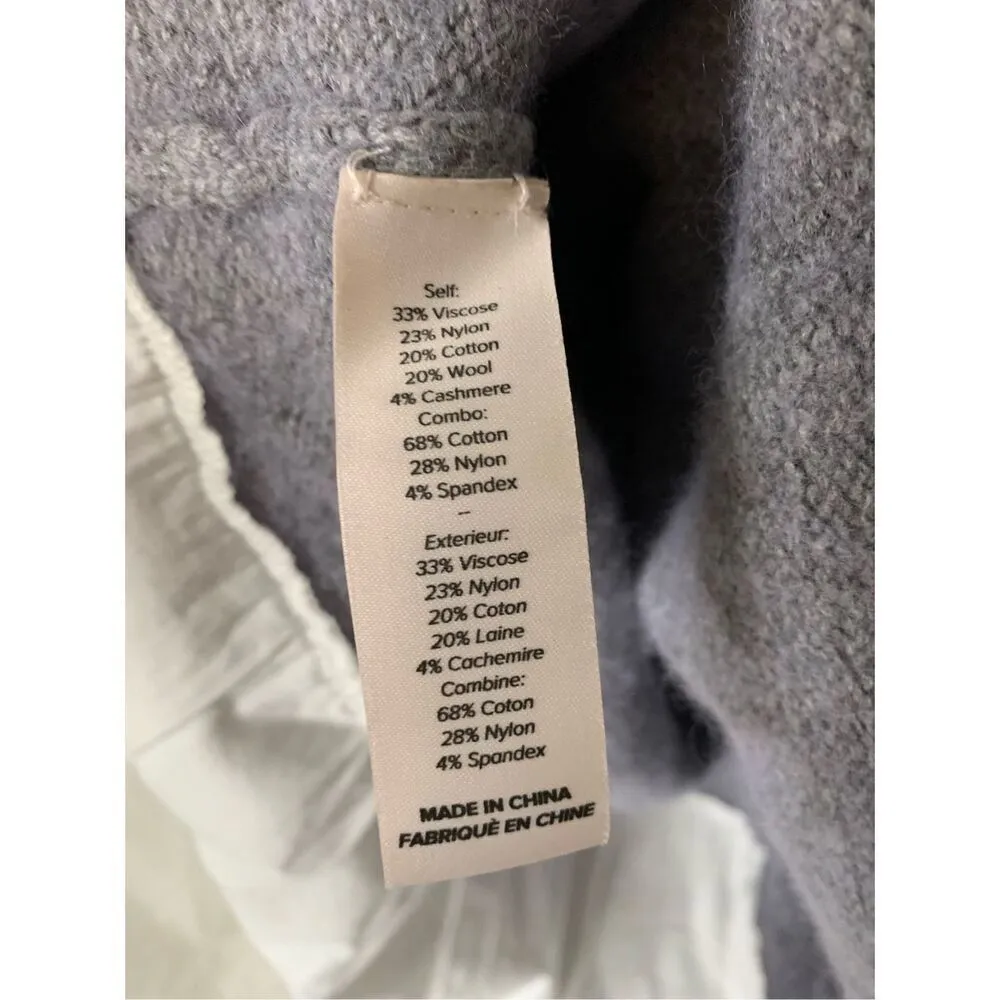 Self:
33% Viscose
23% Nylon
20% Cotton
20% Wool
4% Cashmere
Combo:
68% Cotton
28% Nylon
4% Spandex
--
Exterieur:
33% Viscose
23% Nylon
20% Coton
20% Laine
4% Cachemire
Combine:
68% Coton
28% Nylon
4% Spandex
MADE IN CHINA
FABRIQUÈ EN CHINE